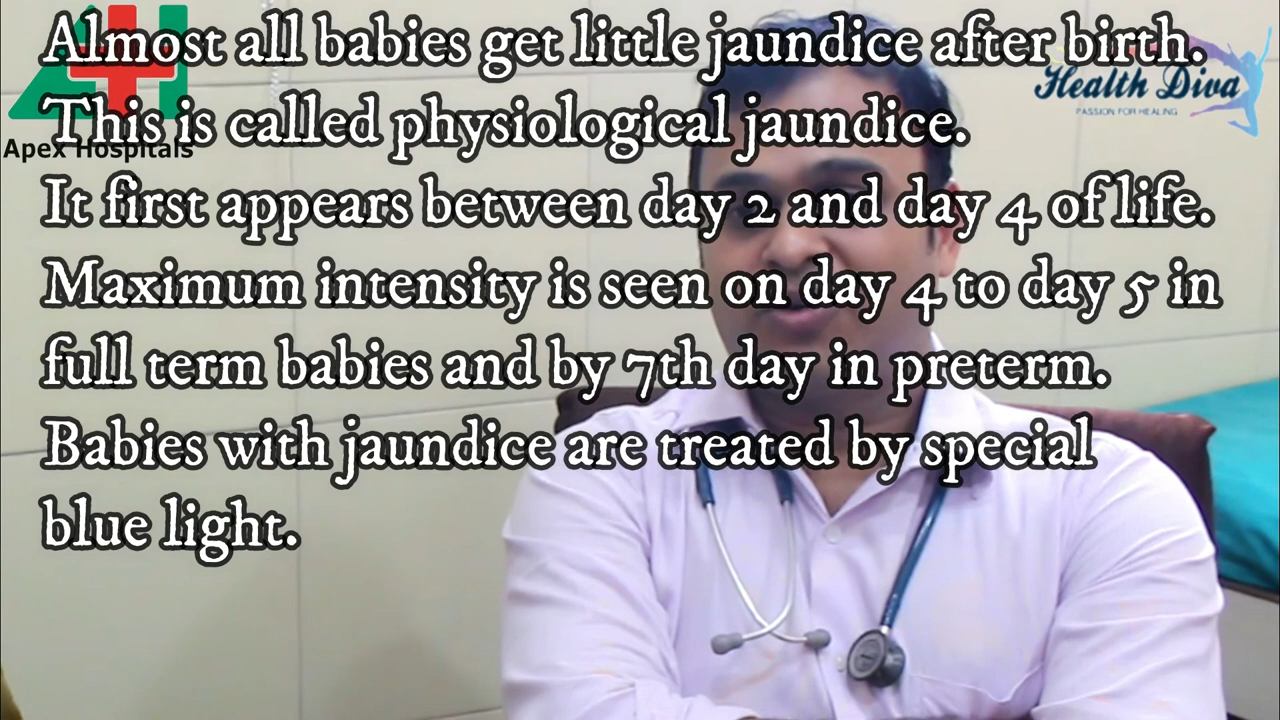 Almost all babies get little jaundice after birth.
This is called physiological jaundice.
It first appears between day 2 and day 4 of life.
Maximum intensity is seen on day 4 to day 5 in
full term babies and by 7th day in preterm.
Babies with jaundice are treated by special
blue light.
Apex Hospitals
Health Diva
PASSION FOR HEALING